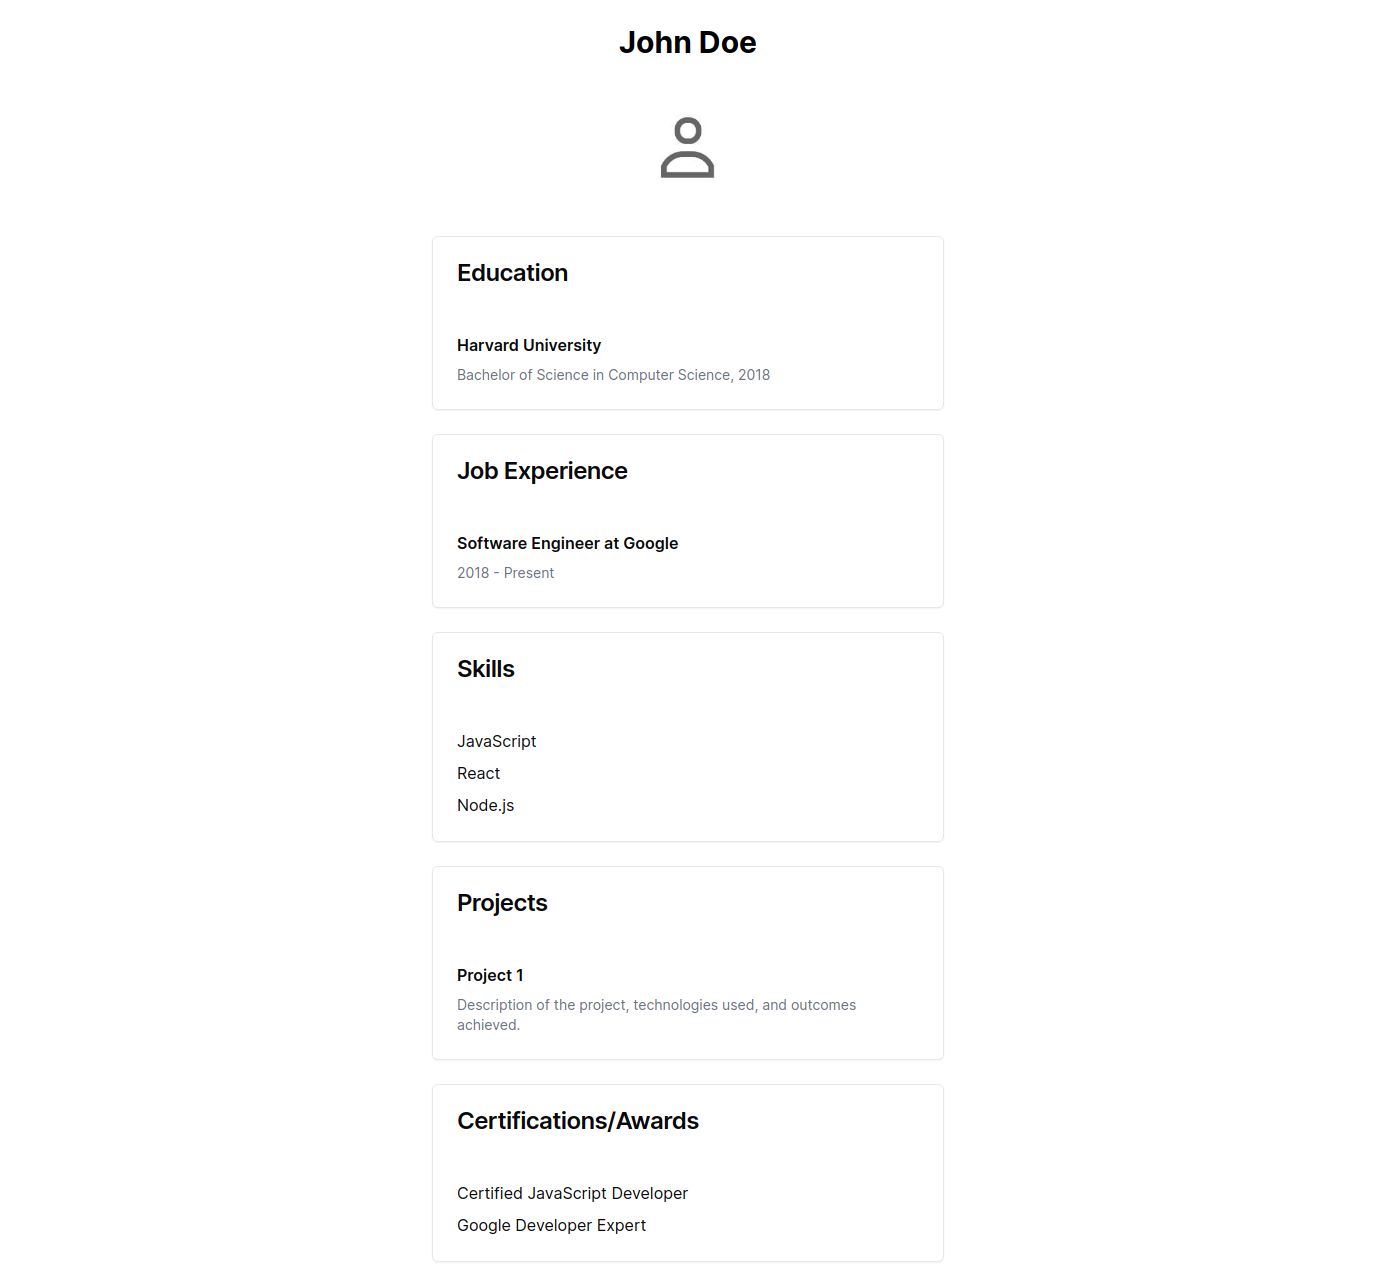 John Doe
Education
Harvard University
Bachelor of Science in Computer Science, 2018
Job Experience
Software Engineer at Google
2018 - Present
Skills
JavaScript
React
Node.js
Projects
Project 1
Description of the project, technologies used, and outcomes
achieved.
Certifications/Awards
Certified JavaScript Developer
Google Developer Expert